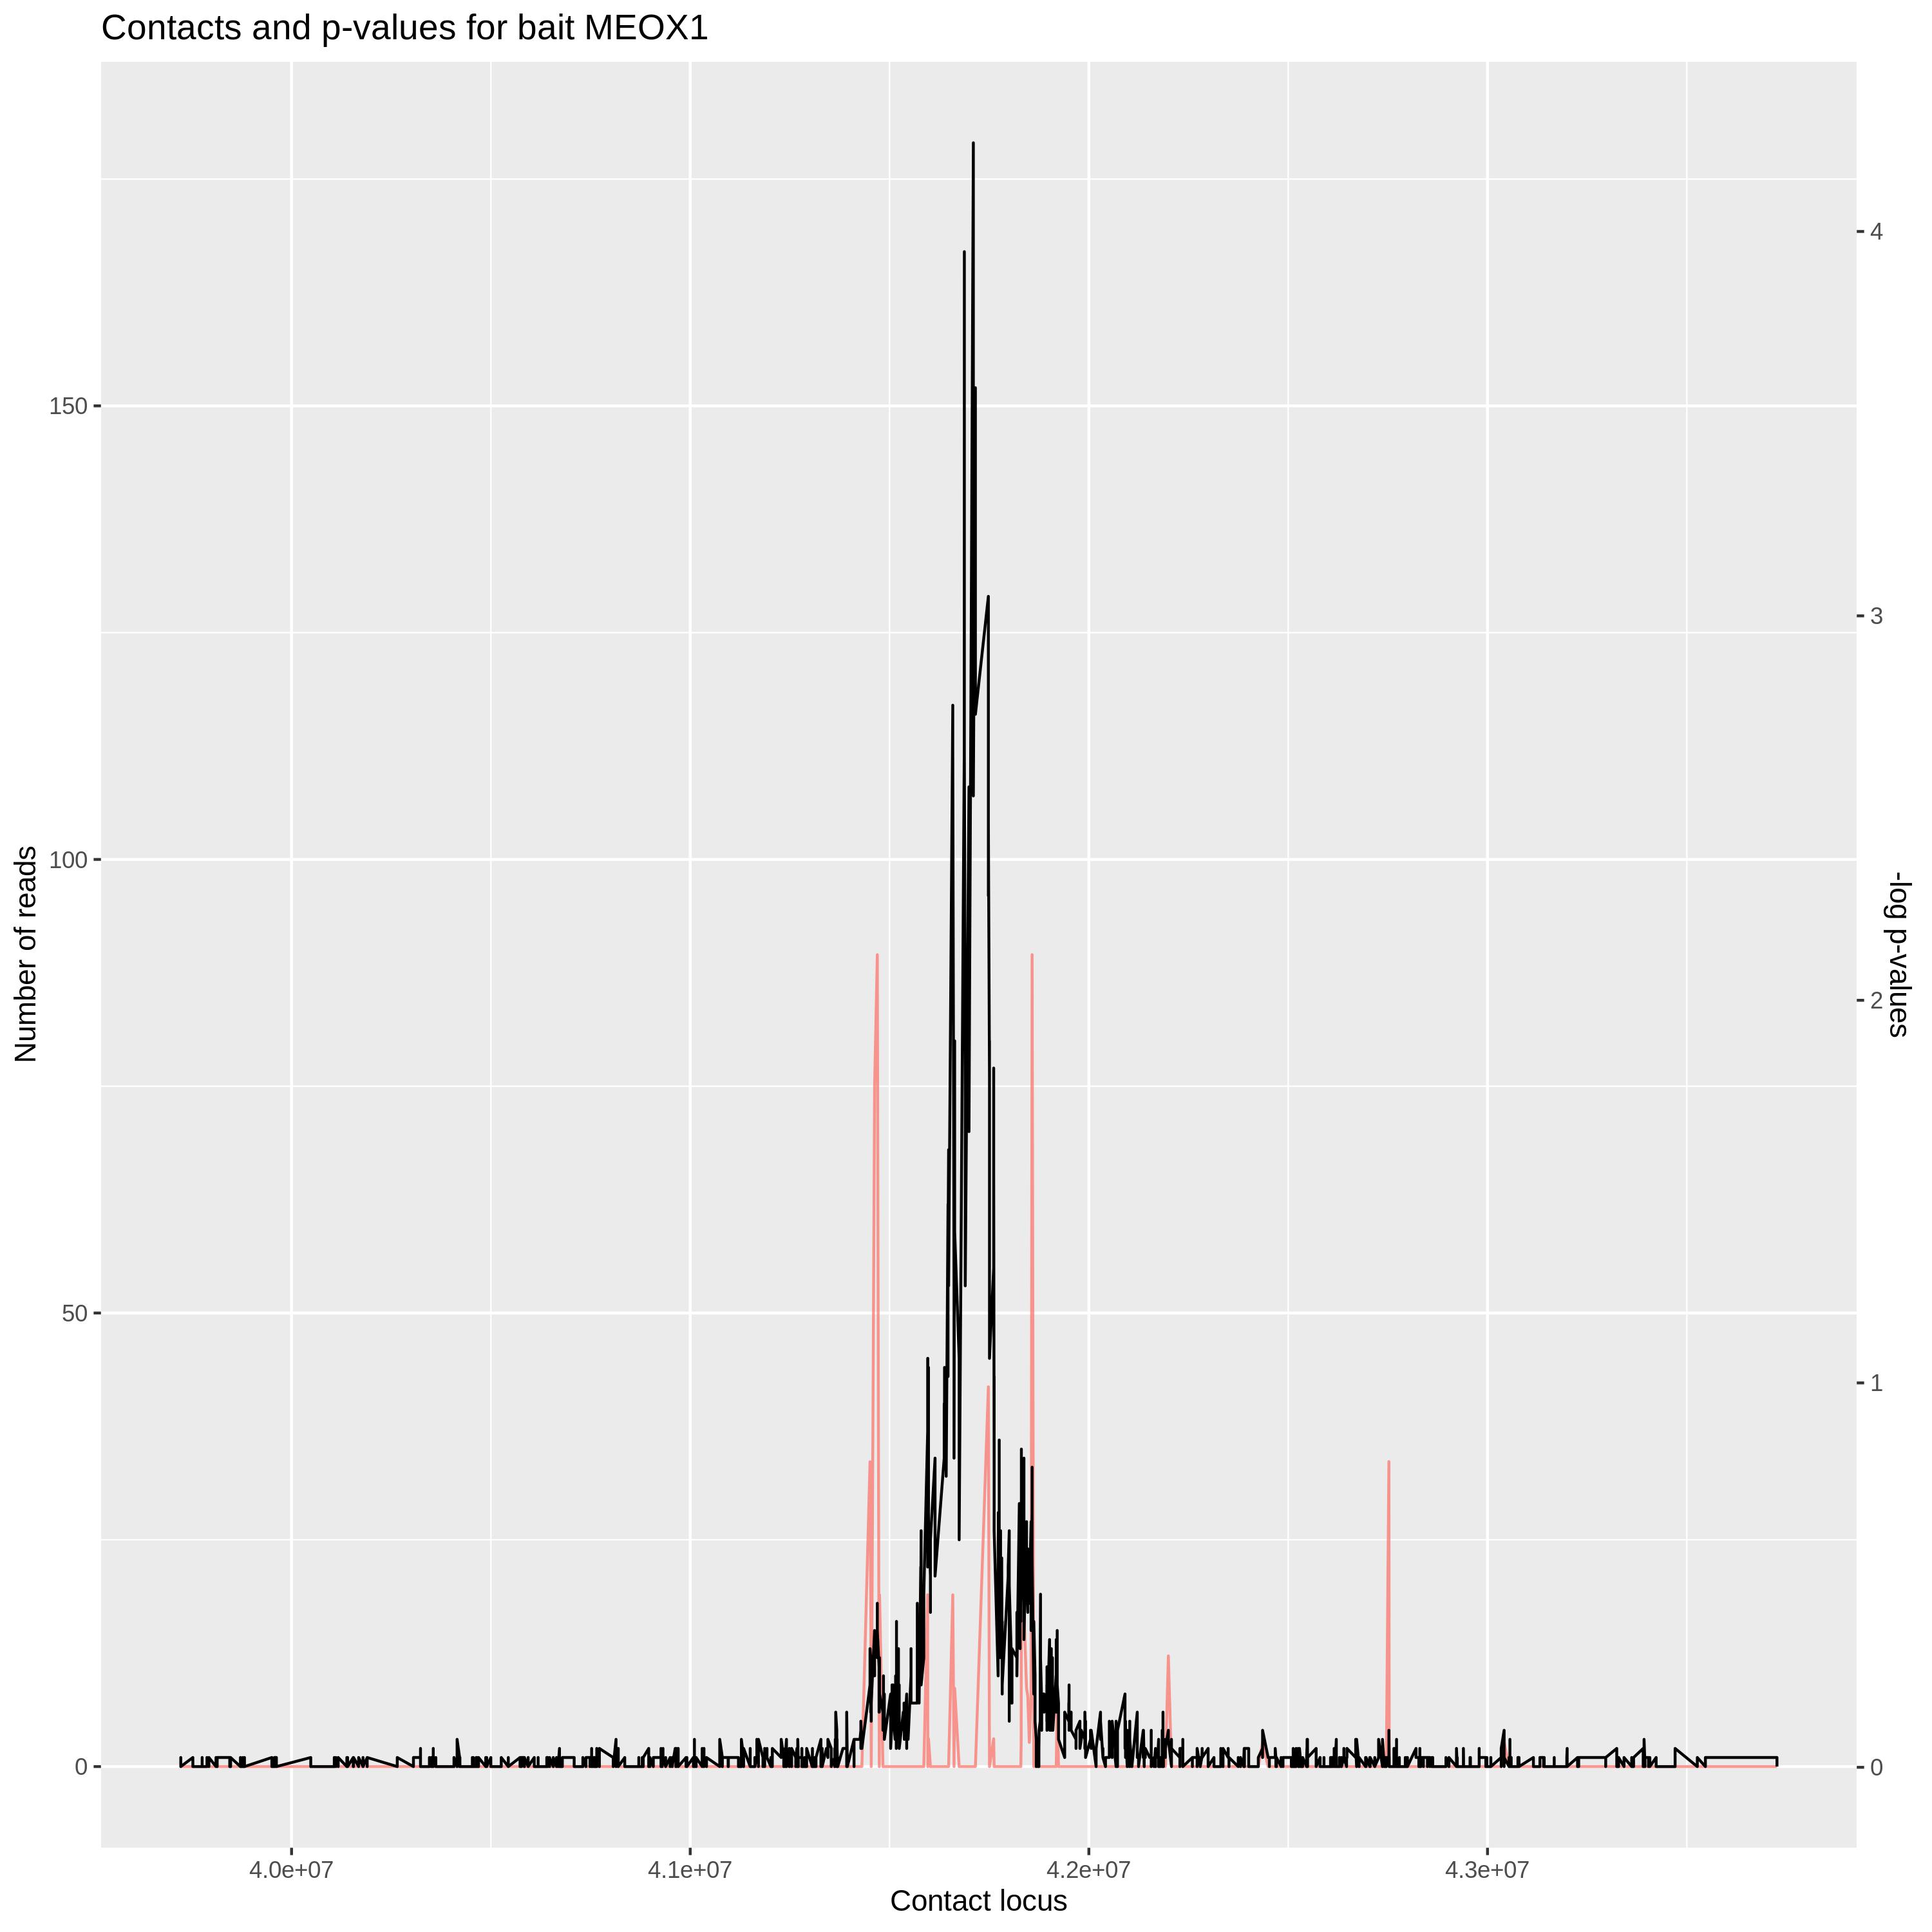 Contacts and p-values for bait MEOX1
150
100
50
0
Number of reads
4
3
2
1
0
-log p-values
4.0e+07
4.1e+07
4.2e+07
4.3e+07
Contact locus